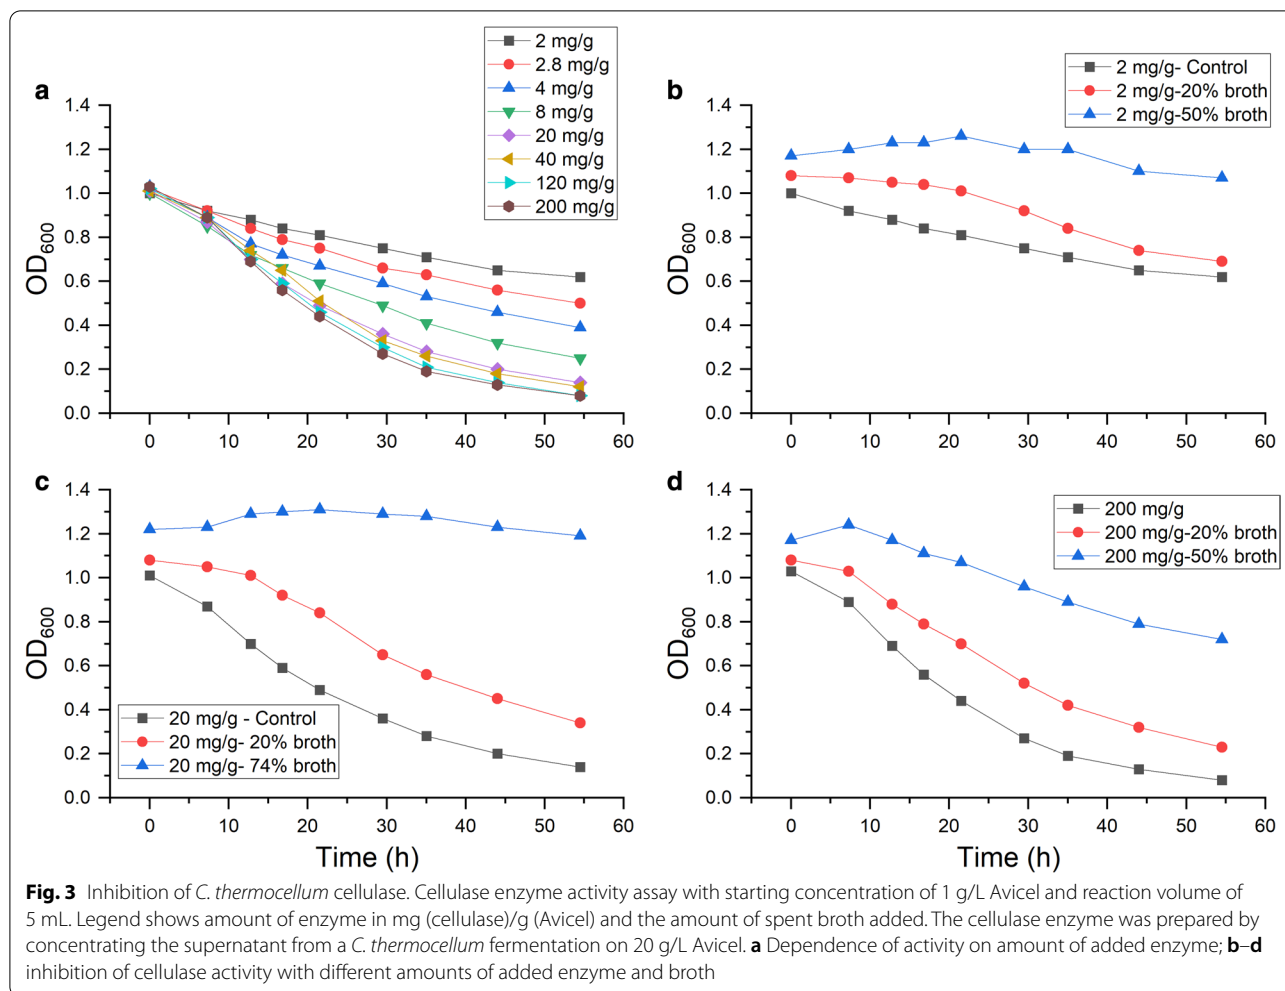 a
2 mg/g
2.8 mg/g
4 mg/g
8 mg/g
20 mg/g
40 mg/g
120 mg/g
200 mg/g
OD600
1.4
1.2
1.0
0.8
0.6
0.4
0.2
0.0
0 10 20 30 40 50 60
b
2 mg/g- Control
2 mg/g-20% broth
2 mg/g-50% broth
OD600
1.4
1.2
1.0
0.8
0.6
0.4
0.2
0.0
0 10 20 30 40 50 60
c
OD600
1.4
1.2
1.0
0.8
0.6
0.4
0.2
0.0
20 mg/g - Control
20 mg/g- 20% broth
20 mg/g- 74% broth
0 10 20 30 40 50 60
Time (h)
d
200 mg/g
200 mg/g-20% broth
200 mg/g-50% broth
OD600
1.4
1.2
1.0
0.8
0.6
0.4
0.2
0.0
0 10 20 30 40 50 60
Time (h)
Fig. 3 Inhibition of C. thermocellum cellulase. Cellulase enzyme activity assay with starting concentration of 1 g/L Avicel and reaction volume of
5 mL. Legend shows amount of enzyme in mg (cellulase)/g (Avicel) and the amount of spent broth added. The cellulase enzyme was prepared by
concentrating the supernatant from a C. thermocellum fermentation on 20 g/L Avicel. a Dependence of activity on amount of added enzyme; b–d
inhibition of cellulase activity with different amounts of added enzyme and broth